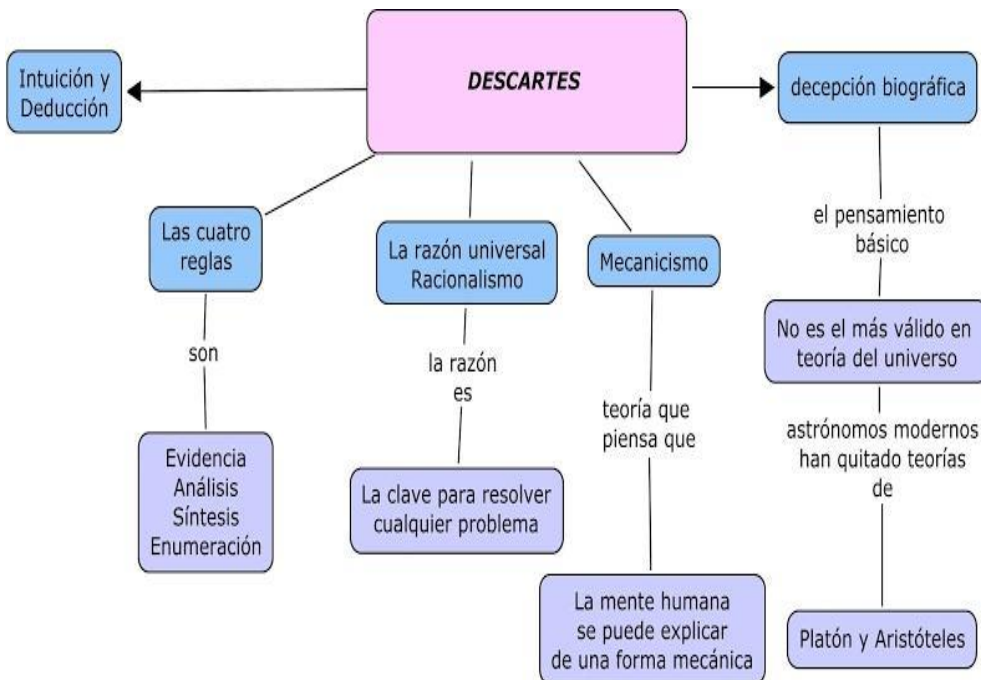 DESCARTES
Intuición y
Deducción
decepción biográfica
Las cuatro
reglas
La razón universal
Racionalismo
Mecanicismo
el pensamiento
básico
son
la razón
es
teoría que
piensa que
No es el más válido en
teoría del universo
astrónomos modernos
han quitado teorías
de
Evidencia
Análisis
Síntesis
Enumeración
La clave para resolver
cualquier problema
La mente humana
se puede explicar
de una forma mecánica
Platón y Aristóteles